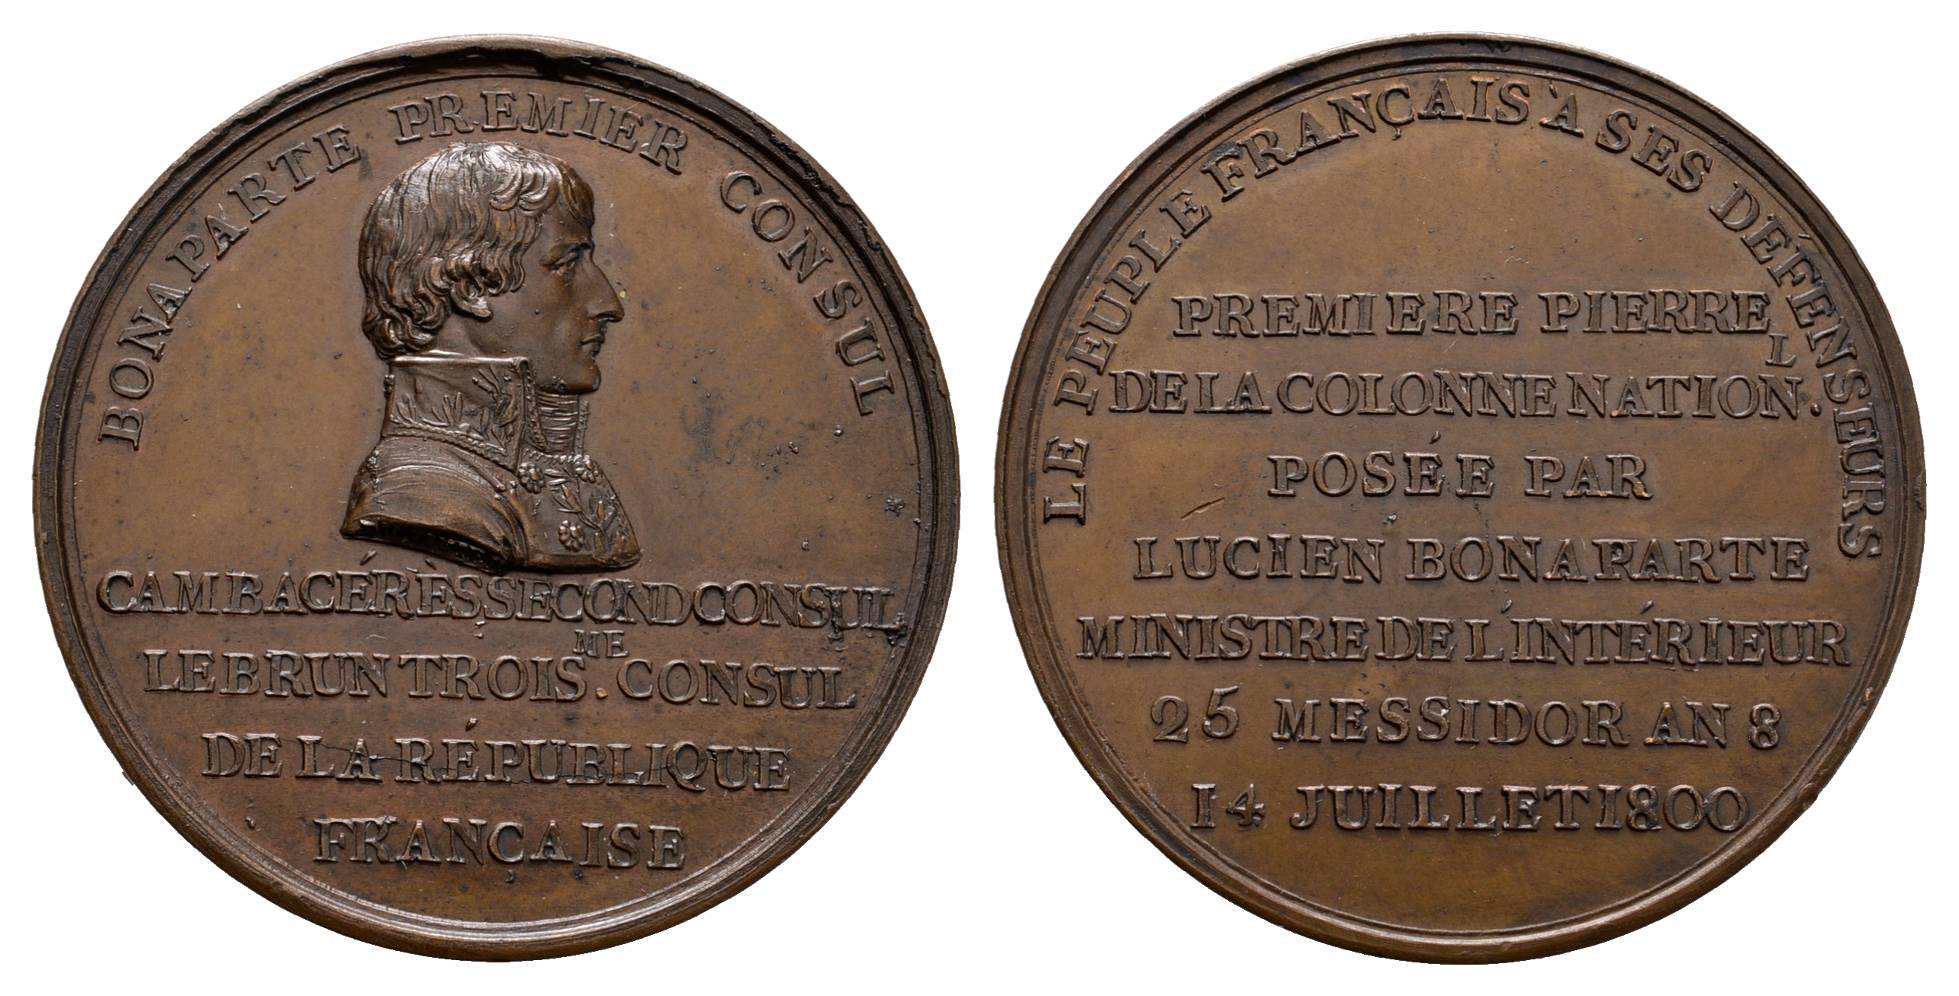 BONAPARTE PREMIER CONSUL
CAMBACÉRÈS SECOND CONSUL
LEBRUN TROIS.ME CONSUL
DE LA RÉPUBLIQUE
FRANÇAISE
LE PEUPLE FRANÇAIS À SES DÉFENSEURS
PREMIERE PIERRE
DE LA COLONNE NATION.L
POSÉE PAR
LUCIEN BONAPARTE
MINISTRE DE L'INTÉRIEUR
25 MESSIDOR AN 8
14 JUILLET 1800